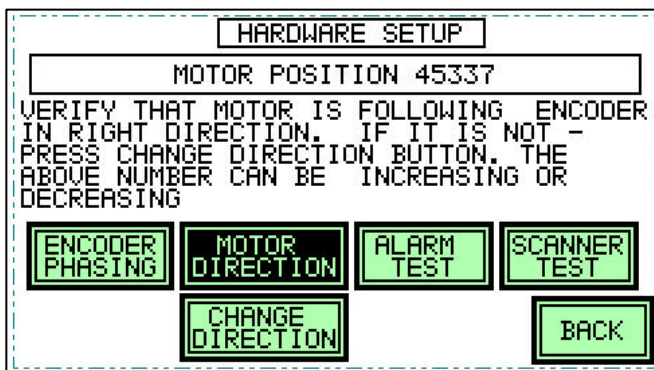 HARDWARE SETUP
MOTOR POSITION 45337
VERIFY THAT MOTOR IS FOLLOWING ENCODER
IN RIGHT DIRECTION. IF IT IS NOT -
PRESS CHANGE DIRECTION BUTTON. THE
ABOVE NUMBER CAN BE INCREASING OR
DECREASING
ENCODER
PHASING
MOTOR
DIRECTION
ALARM
TEST
SCANNER
TEST
CHANGE
DIRECTION
BACK